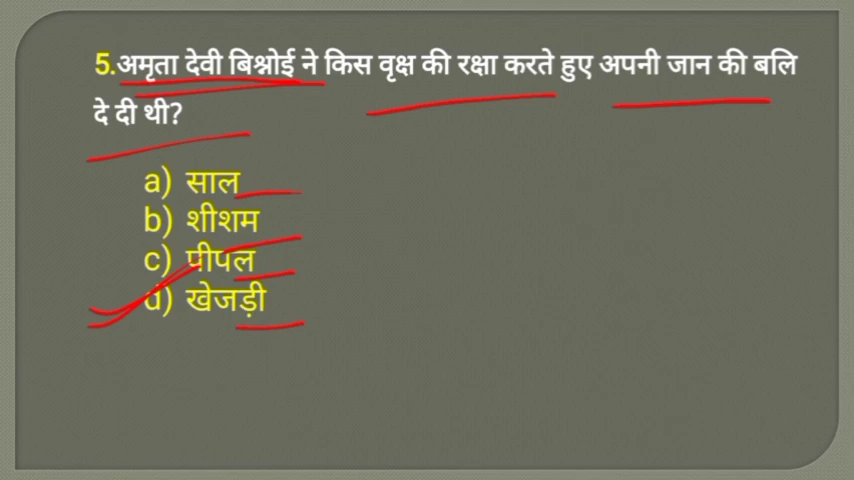 5.अमृता देवी बिश्नोई ने किस वृक्ष की रक्षा करते हुए अपनी जान की बलि
दे दी थी?
a) साल
b) शीशम
c) पीपल
d) खेजड़ी